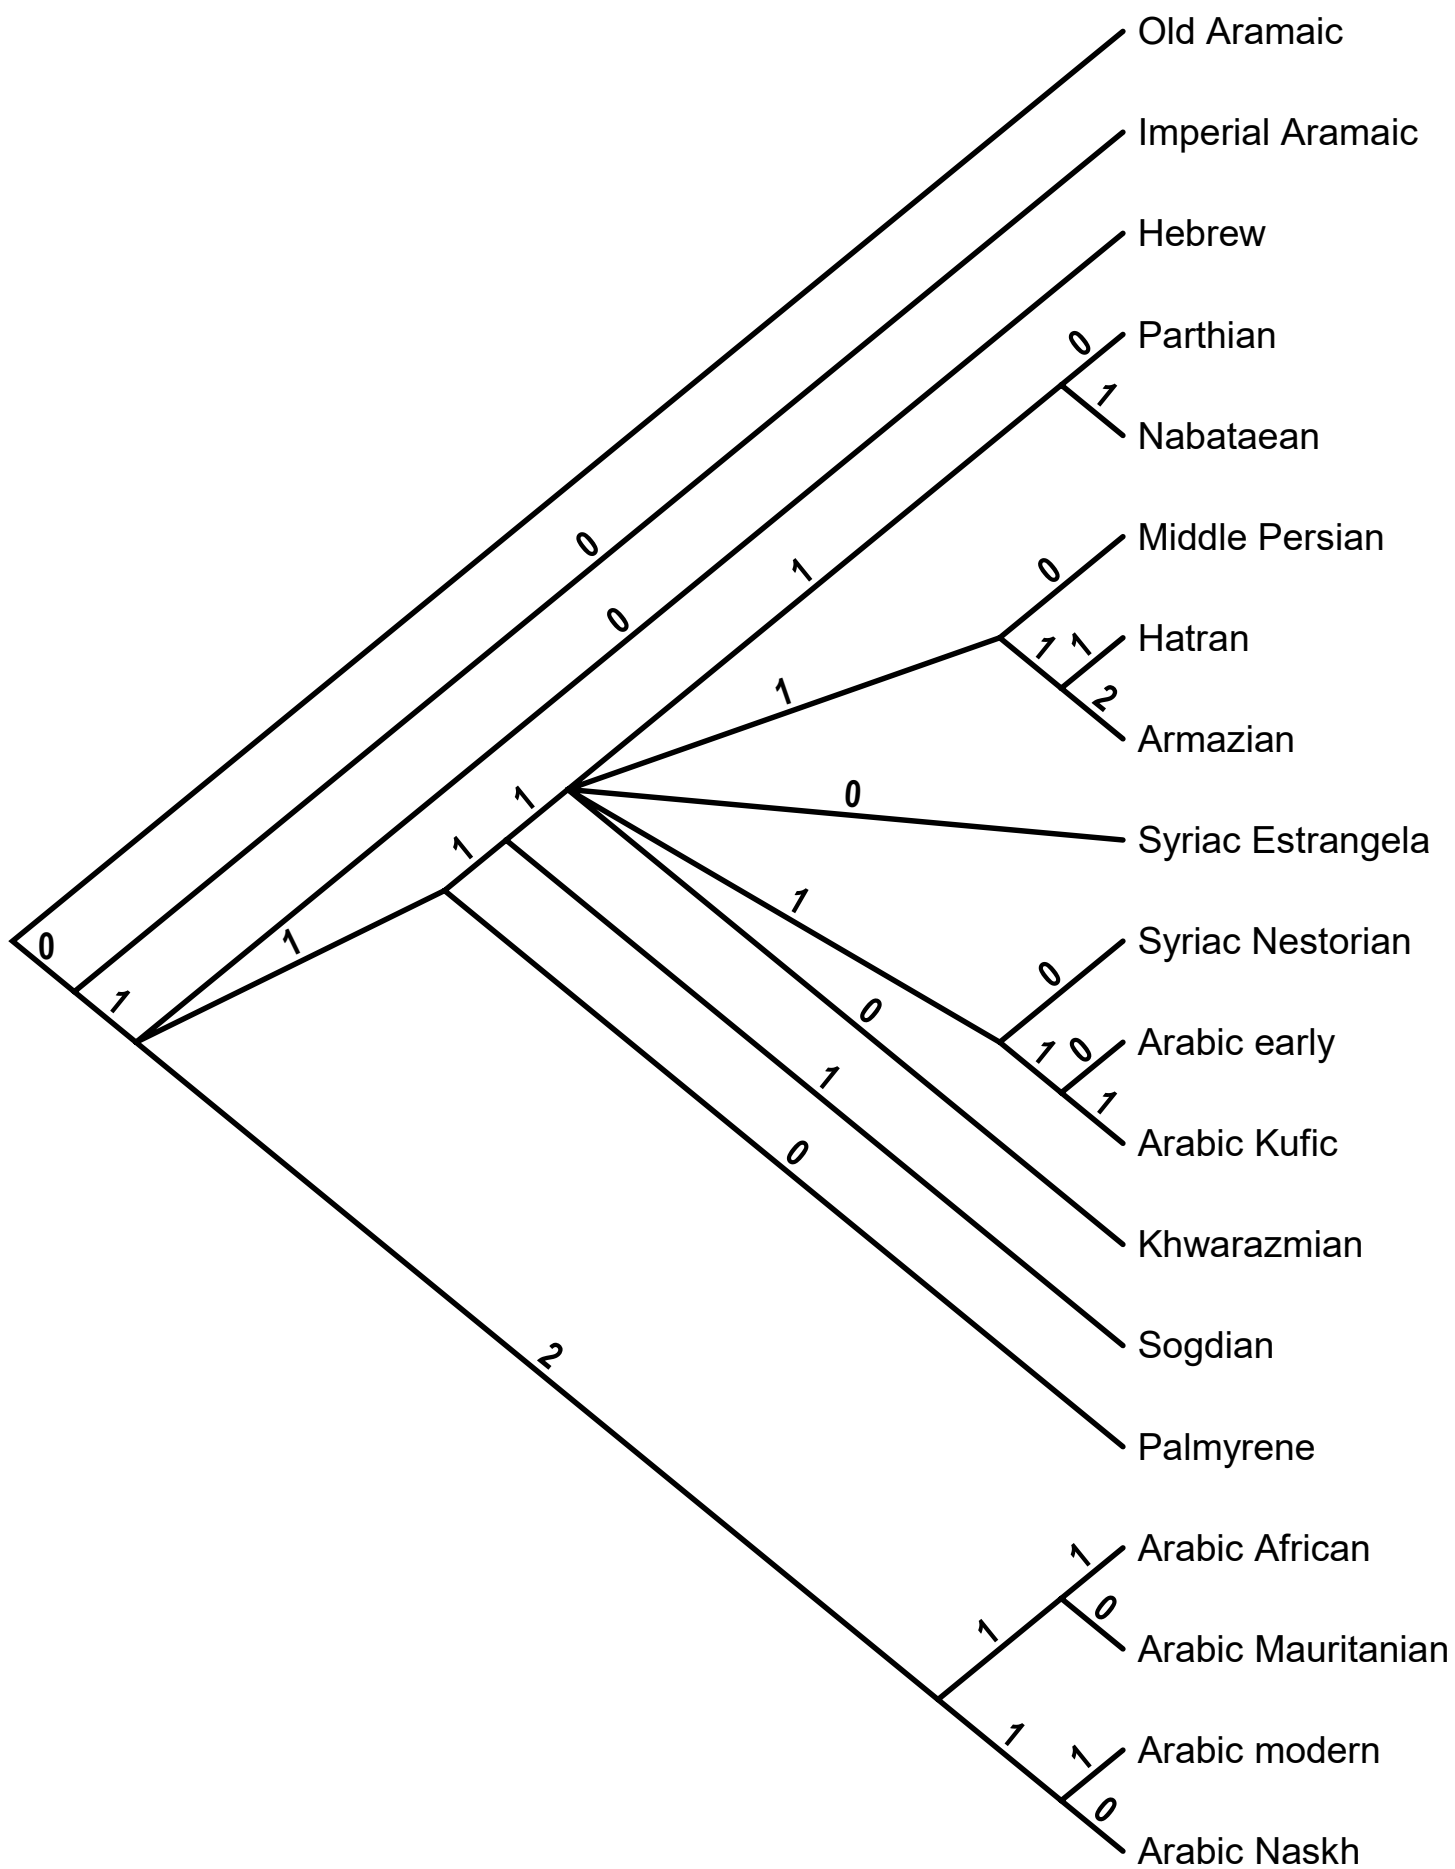 Old Aramaic
Imperial Aramaic
Hebrew
0
Parthian
1
Nabataean
0
1
0
Middle Persian
0
1
1
Hatran
1
2
Armazian
1
0
Syriac Estrangela
1
1
0
1
0
Syriac Nestorian
1
0
1
0
Arabic early
1
Arabic Kufic
1
0
Khwarazmian
Sogdian
2
Palmyrene
1
Arabic African
1
0
Arabic Mauritanian
1
1
Arabic modern
0
Arabic Naskh